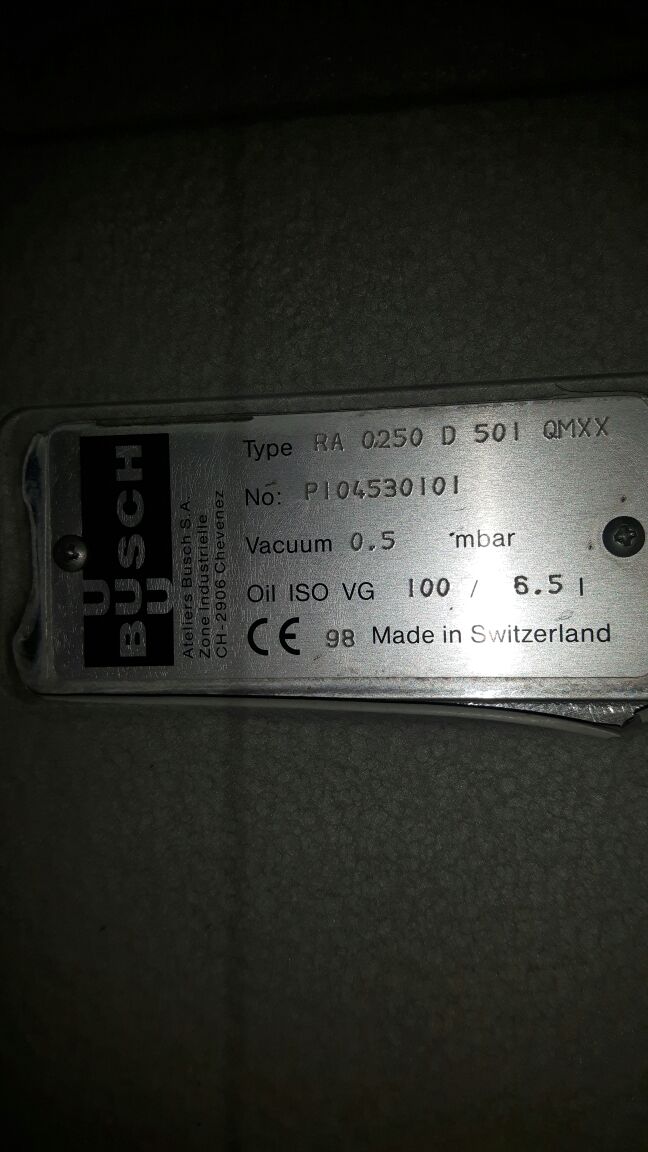 BUSCH
Ateliers Busch S.A.
Zone Industrielle
CH-2906 Chevenez
Type RA 0250 D 501 QMXX
No: P104530101
Vacuum 0.5 mbar
Oil ISO VG 100 / 6.5 l
CE 98 Made in Switzerland